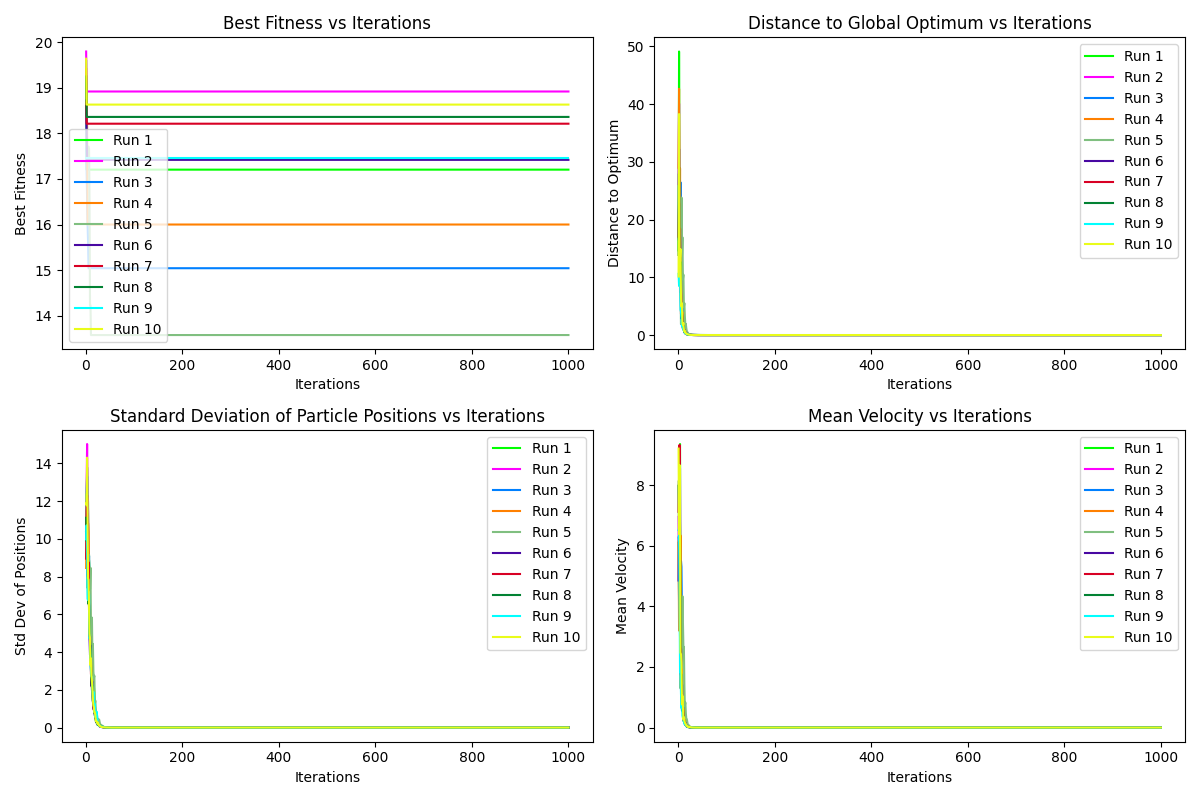 Best Fitness vs Iterations
20
19
18
17
16
15
14
Best Fitness
Run 1
Run 2
Run 3
Run 4
Run 5
Run 6
Run 7
Run 8
Run 9
Run 10
0 200 400 600 800 1000
Iterations
Distance to Global Optimum vs Iterations
50
40
30
20
10
0
Distance to Optimum
Run 1
Run 2
Run 3
Run 4
Run 5
Run 6
Run 7
Run 8
Run 9
Run 10
0 200 400 600 800 1000
Iterations
Standard Deviation of Particle Positions vs Iterations
14
12
10
8
6
4
2
0
Std Dev of Positions
Run 1
Run 2
Run 3
Run 4
Run 5
Run 6
Run 7
Run 8
Run 9
Run 10
0 200 400 600 800 1000
Iterations
Mean Velocity vs Iterations
8
6
4
2
0
Mean Velocity
Run 1
Run 2
Run 3
Run 4
Run 5
Run 6
Run 7
Run 8
Run 9
Run 10
0 200 400 600 800 1000
Iterations